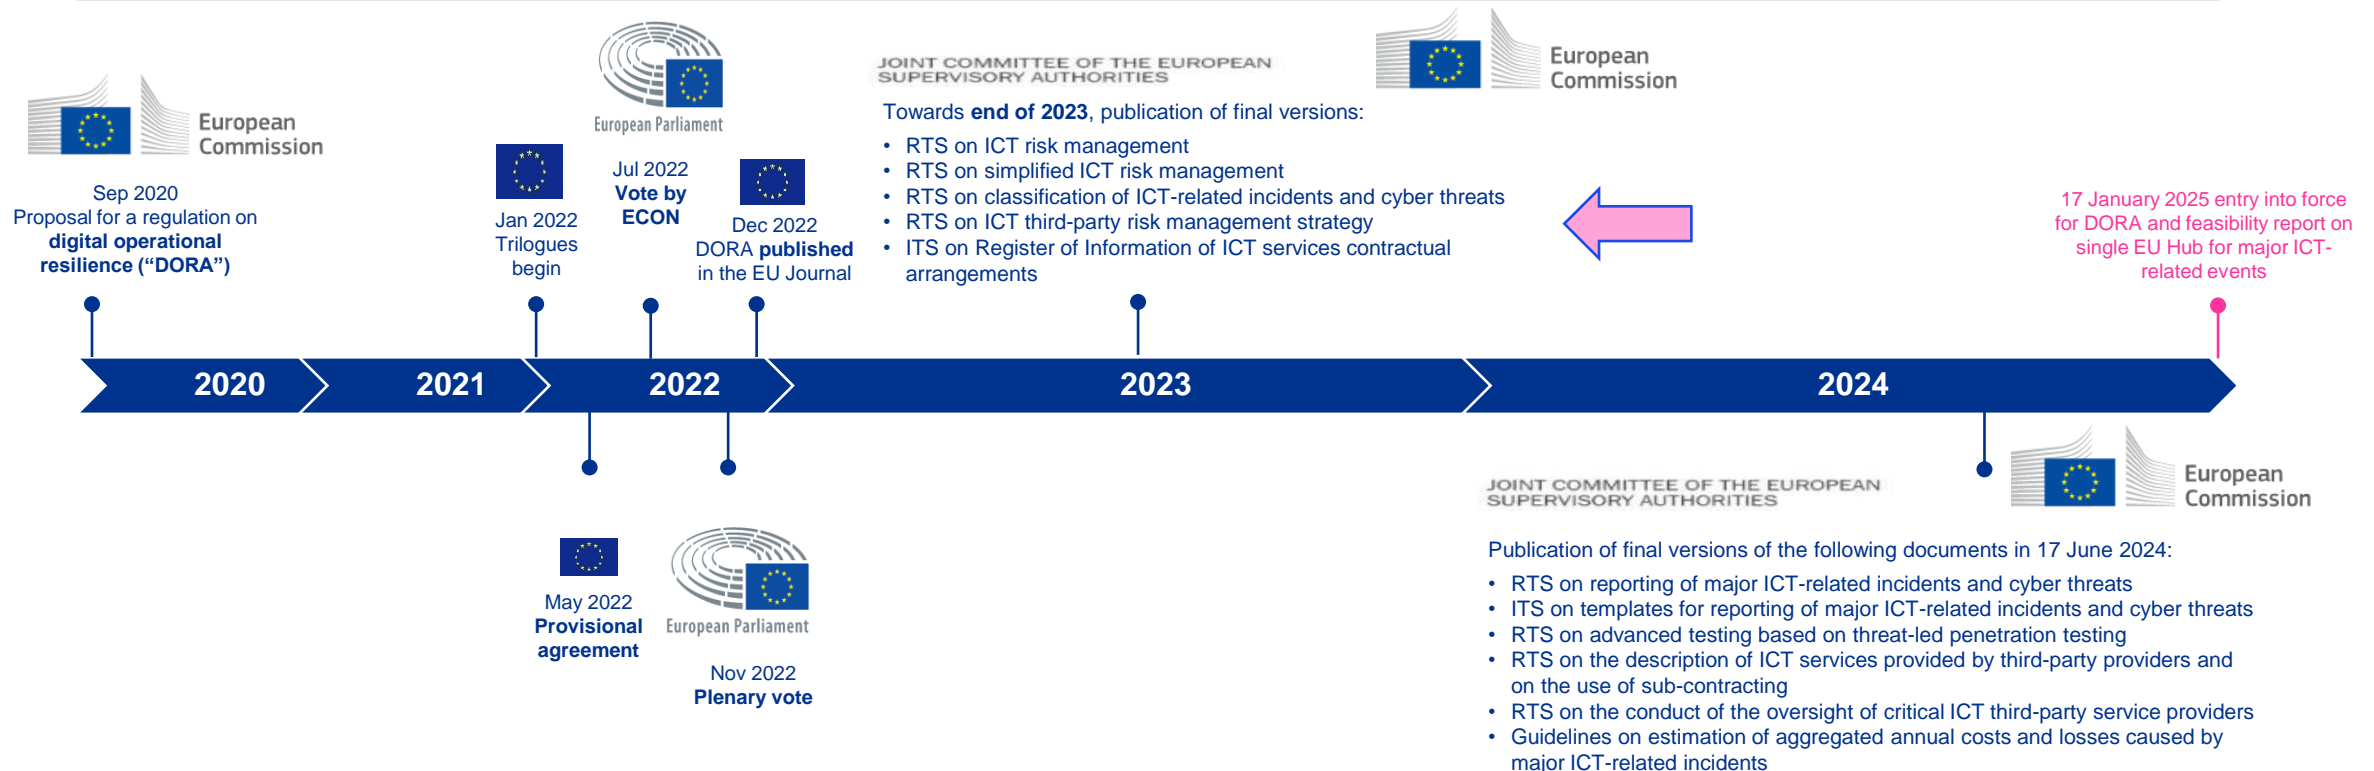 European
Commission
Sep 2020
Proposal for a regulation on
digital operational
resilience (“DORA”)
Jan 2022
Trilogues
begin
European Parliament
Jul 2022
Vote by
ECON
Dec 2022
DORA published
in the EU Journal
JOINT COMMITTEE OF THE EUROPEAN
SUPERVISORY AUTHORITIES
European
Commission
Towards end of 2023, publication of final versions:
• RTS on ICT risk management
• RTS on simplified ICT risk management
• RTS on classification of ICT-related incidents and cyber threats
• RTS on ICT third-party risk management strategy
• ITS on Register of Information of ICT services contractual
arrangements
17 January 2025 entry into force
for DORA and feasibility report on
single EU Hub for major ICT-
related events
2020
2021
2022
2023
2024
May 2022
Provisional
agreement
European Parliament
Nov 2022
Plenary vote
JOINT COMMITTEE OF THE EUROPEAN
SUPERVISORY AUTHORITIES
European
Commission
Publication of final versions of the following documents in 17 June 2024:
• RTS on reporting of major ICT-related incidents and cyber threats
• ITS on templates for reporting of major ICT-related incidents and cyber threats
• RTS on advanced testing based on threat-led penetration testing
• RTS on the description of ICT services provided by third-party providers and
on the use of sub-contracting
• RTS on the conduct of the oversight of critical ICT third-party service providers
• Guidelines on estimation of aggregated annual costs and losses caused by
major ICT-related incidents